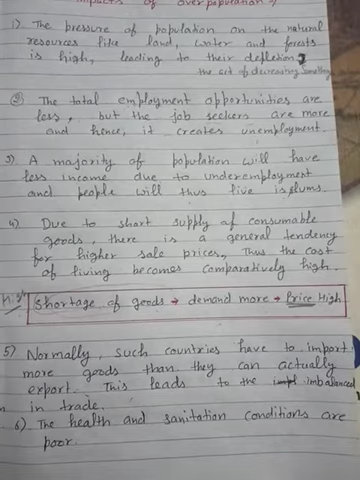 Impacts of overpopulation :-
1) The pressure of population on the natural
resources like land, water and forests
is high, leading to their depletion
the act of decreasing something
2) The total employment opportunities are
less, but the job seekers are more
and hence, it creates unemployment.
3) A majority of population will have
less income due to underemployment
and people will thus live in slums.
4) Due to short supply of consumable
goods, there is a general tendency
for higher sale prices, Thus the cost
of living becomes comparatively high.
High
Shortage of goods → demand more → Price High
5) Normally, such countries have to import
more goods than they can actually
export. This leads to the imbalanced
in trade.
6) The health and sanitation conditions are
poor.